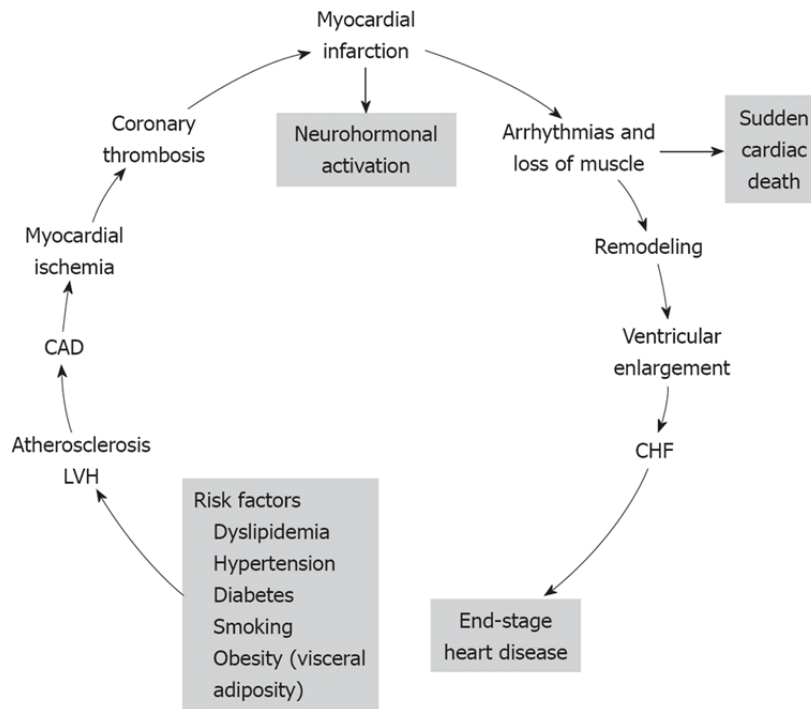 Myocardial
infarction
Neurohormonal
activation
Coronary
thrombosis
Myocardial
ischemia
CAD
Atherosclerosis
LVH
Risk factors
Dyslipidemia
Hypertension
Diabetes
Smoking
Obesity (visceral
adiposity)
Arrhythmias and
loss of muscle
Sudden
cardiac
death
Remodeling
Ventricular
enlargement
CHF
End-stage
heart disease